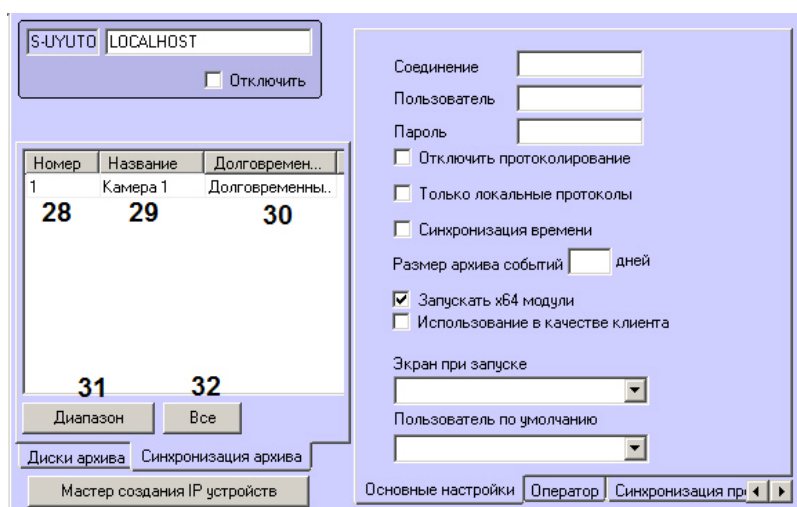 S-UYUTO LOCALHOST
Отключить
Номер Название Долговремен...
1 Камера 1 Долговременны..
28 29 30
31 32
Диапазон Все
Диски архива Синхронизация архива
Мастер создания IP устройств
Соединение
Пользователь
Пароль
Отключить протоколирование
Только локальные протоколы
Синхронизация времени
Размер архива событий дней
Запускать x64 модули
Использование в качестве клиента
Экран при запуске
Пользователь по умолчанию
Основные настройки Оператор Синхронизация пр